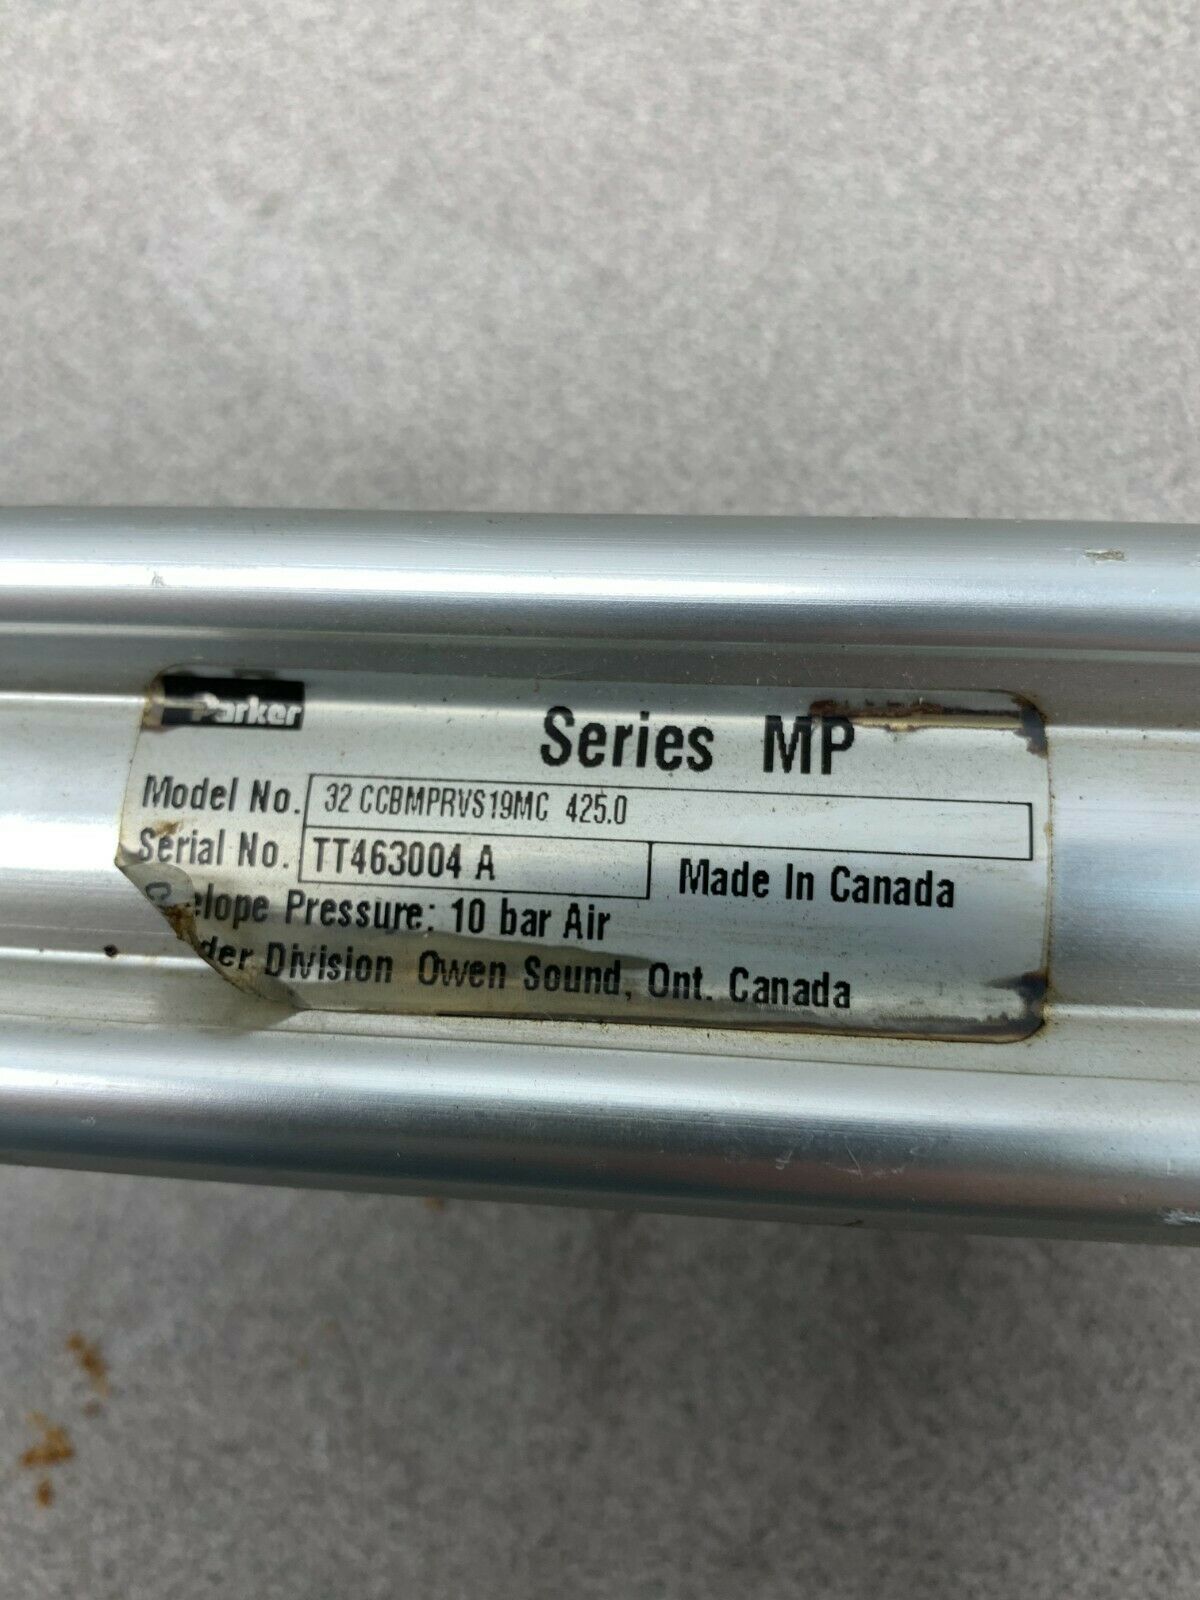 Parker
Series MP
Model No. 32 CCBMPRVS19MC 425.0
Serial No. TT463004 A Made In Canada
elope Pressure: 10 bar Air
der Division Owen Sound, Ont. Canada